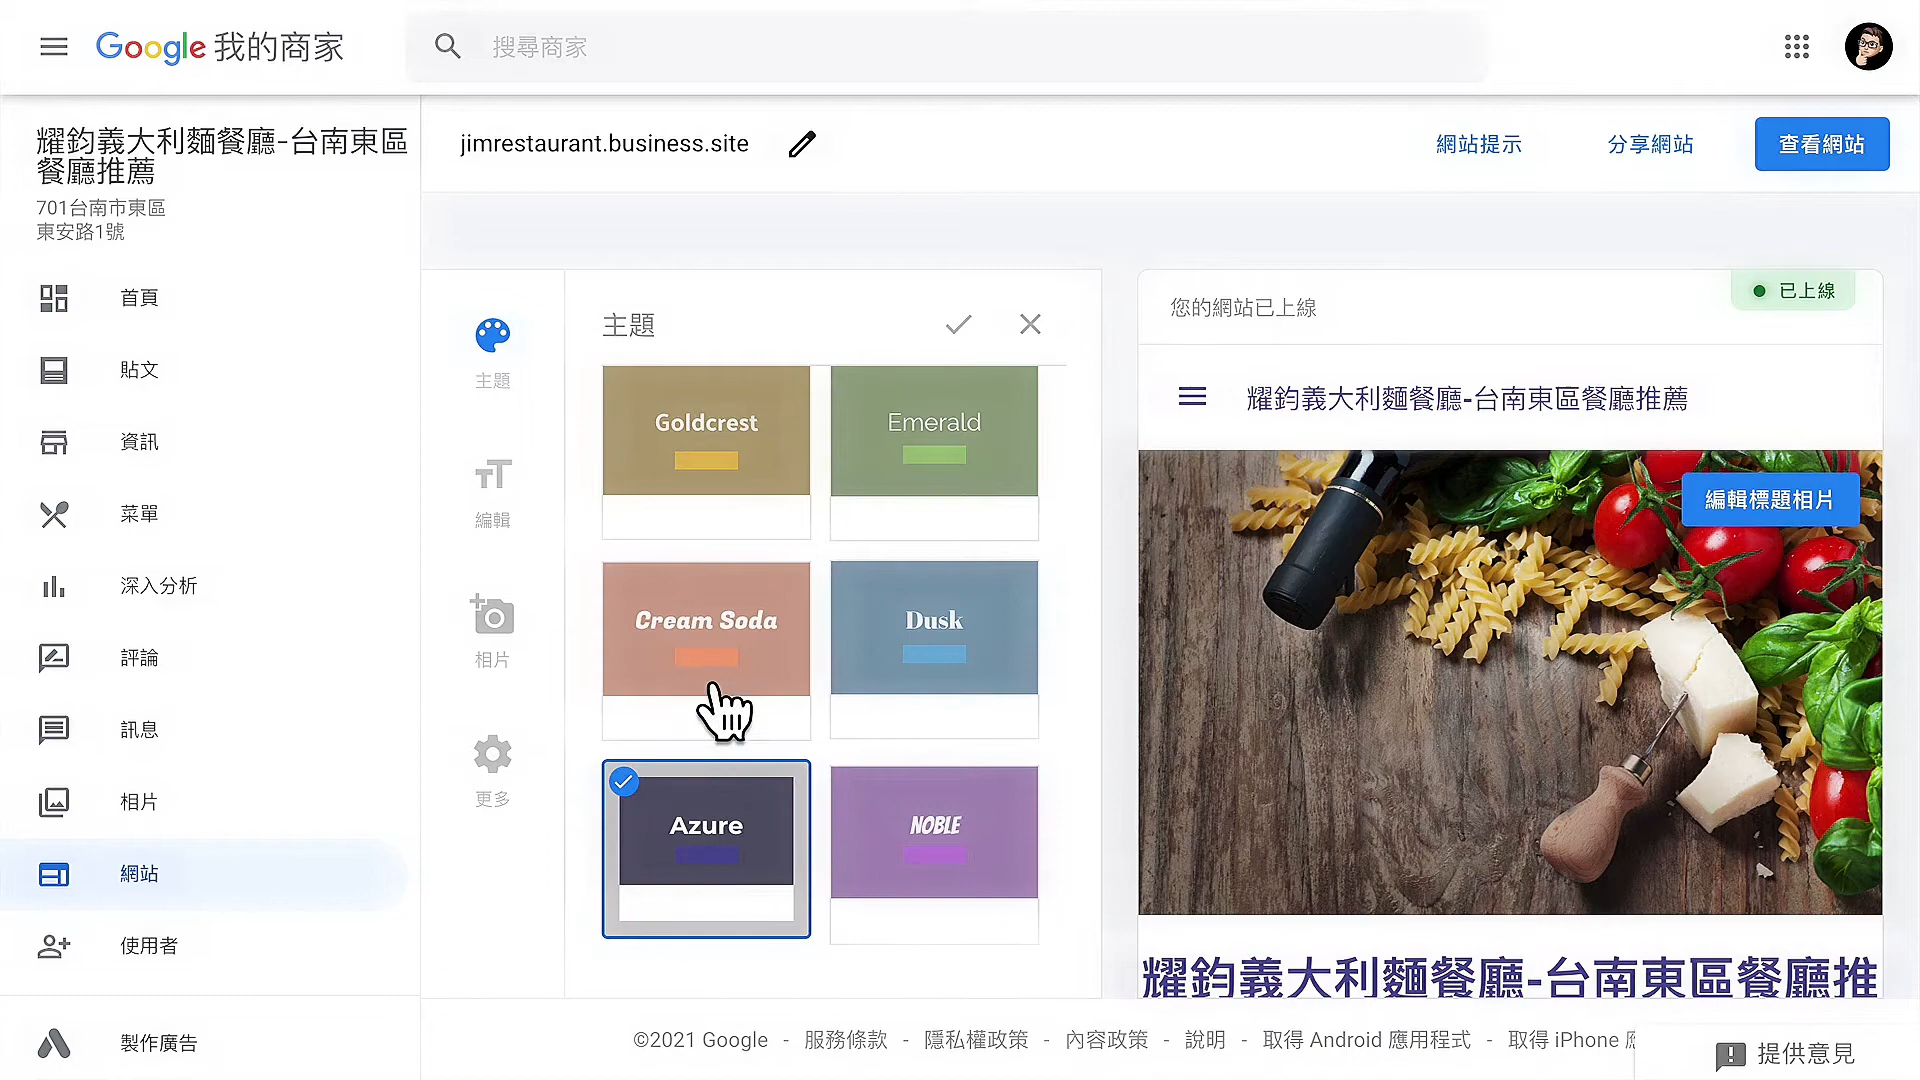 Google 我的商家
搜尋商家
耀鈞義大利麵餐廳-台南東區
餐廳推薦
701台南市東區
東安路1號
首頁
貼文
資訊
菜單
深入分析
評論
訊息
相片
網站
使用者
製作廣告
jimrestaurant.business.site
網站提示
分享網站
查看網站
主題
編輯
相片
更多
主題
Goldcrest
Emerald
Cream Soda
Dusk
Azure
NOBLE
已上線
您的網站已上線
耀鈞義大利麵餐廳-台南東區餐廳推薦
編輯標題相片
耀鈞義大利麵餐廳-台南東區餐廳推
©2021 Google - 服務條款 - 隱私權政策 - 內容政策 - 說明 - 取得 Android 應用程式 - 取得 iPhone
提供意見